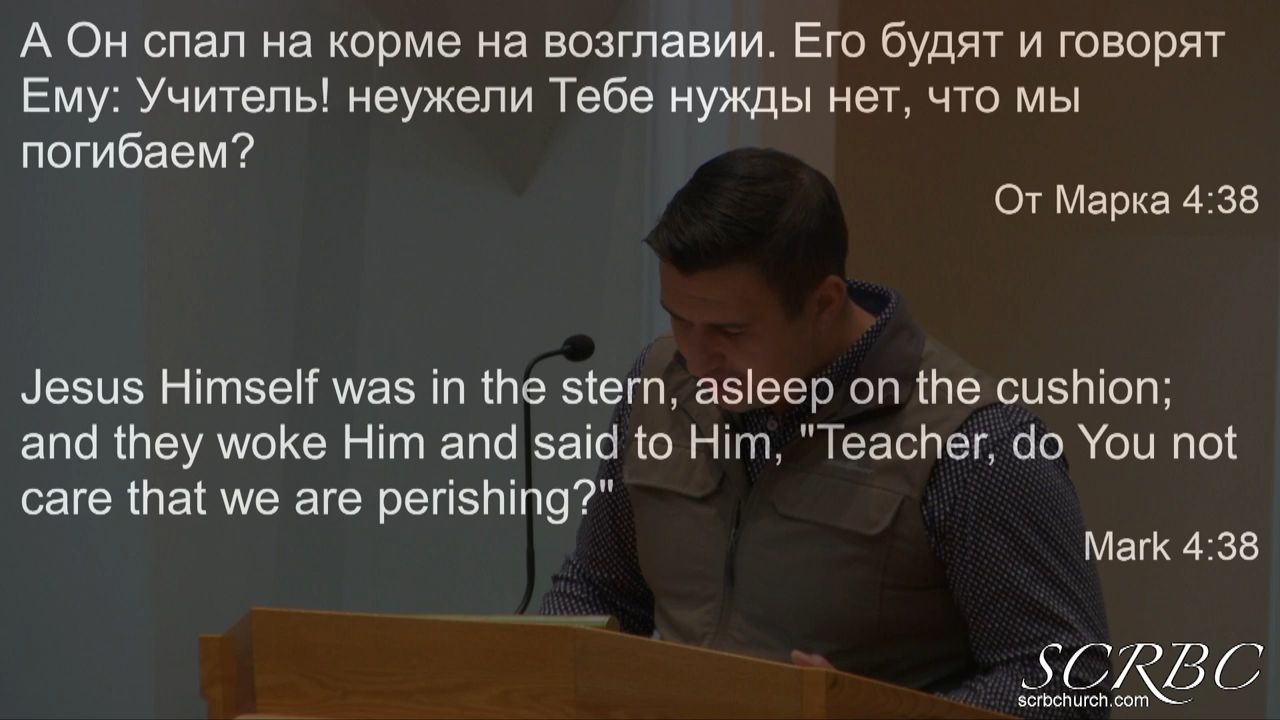 А Он спал на корме на возглавии. Его будят и говорят
Ему: Учитель! неужели Тебе нужды нет, что мы
погибаем?
От Марка 4:38
Jesus Himself was in the stern, asleep on the cushion;
and they woke Him and said to Him, "Teacher, do You not
care that we are perishing?"
Mark 4:38
SCRBC
scrbchurch.com